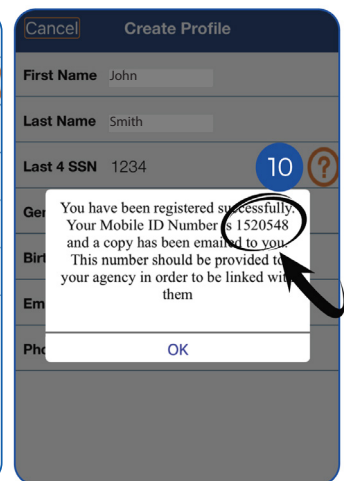 Cancel Create Profile
First Name John
Last Name Smith
Last 4 SSN 1234
10 ?
You have been registered successfully.
Your Mobile ID Number is 1520548
and a copy has been emailed to you.
This number should be provided to
your agency in order to be linked with
them
OK
Ger
Birt
Em
Pho